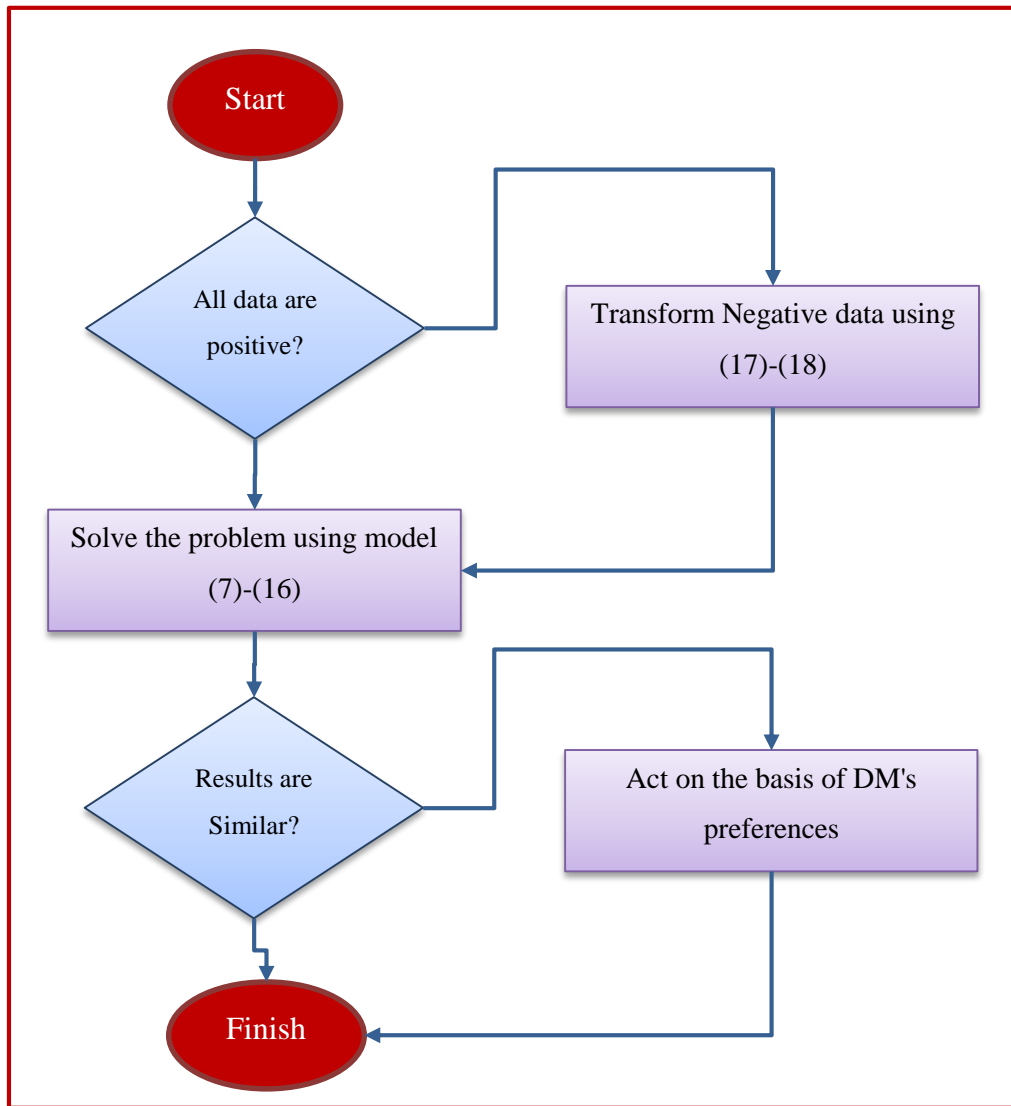 Start
All data are
positive?
Transform Negative data using
(17)-(18)
Solve the problem using model
(7)-(16)
Results are
Similar?
Act on the basis of DM's
preferences
Finish